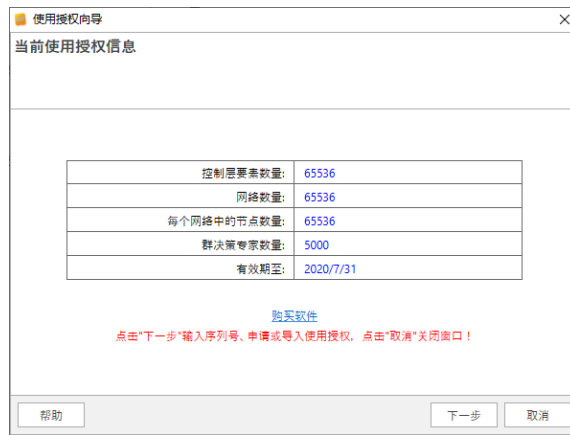 使用授权向导
当前使用授权信息
控制层要素数量: 65536
网络数量: 65536
每个网络中的节点数量: 65536
群决策专家数量: 5000
有效期至: 2020/7/31
购买软件
点击"下一步"输入序列号、申请或导入使用授权，点击"取消"关闭窗口！
帮助 下一步 取消